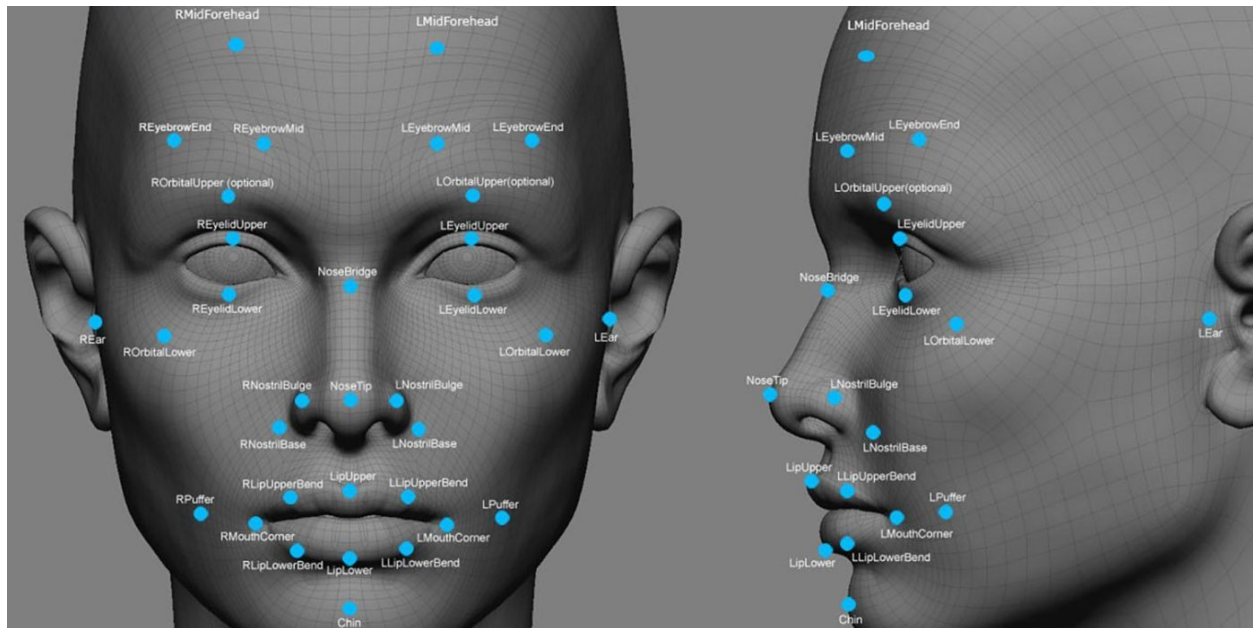 RMidForehead
LMidForehead
REyebrowEnd
REyebrowMid
LEyebrowMid
LEyebrowEnd
ROrbitalUpper (optional)
LOrbitalUpper(optional)
REyelidUpper
LEyelidUpper
NoseBridge
REyelidLower
LEyelidLower
REar
ROrbitalLower
LOrbitalLower
LEar
RNostrilBulge
NoseTip
LNostrilBulge
RNostrilBase
LNostrilBase
LipUpper
RLipUpperBend
LLipUpperBend
RPuffer
LPuffer
RMouthCorner
LMouthCorner
RLipLowerBend
LipLower
LLipLowerBend
Chin
LMidForehead
LEyebrowMid
LEyebrowEnd
LOrbitalUpper(optional)
LEyelidUpper
NoseBridge
LEyelidLower
LOrbitalLower
LEar
NoseTip
LNostrilBulge
LNostrilBase
LipUpper
LLipUpperBend
LPuffer
LMouthCorner
LipLower
LLipLowerBend
Chin